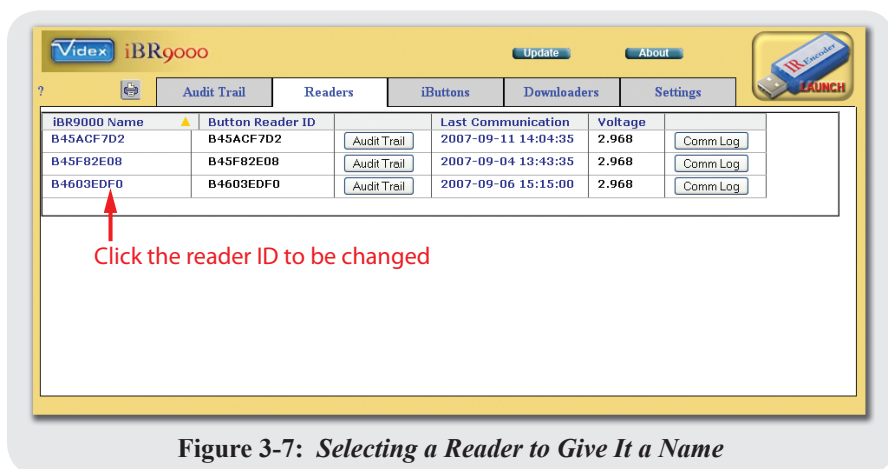 Videx iBR9000
Update About
IR Encoder
LAUNCH
? Audit Trail Readers iButtons Downloaders Settings
iBR9000 Name Button Reader ID Last Communication Voltage
B45ACF7D2 B45ACF7D2 Audit Trail 2007-09-11 14:04:35 2.968 Comm Log
B45F82E08 B45F82E08 Audit Trail 2007-09-04 13:43:35 2.968 Comm Log
B4603EDF0 B4603EDF0 Audit Trail 2007-09-06 15:15:00 2.968 Comm Log
Click the reader ID to be changed
Figure 3-7: Selecting a Reader to Give It a Name